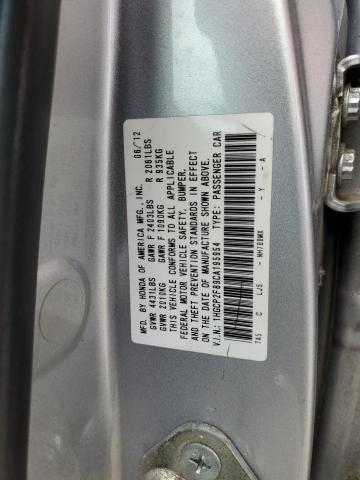 MFD. BY HONDA OF AMERICA MFG., INC. 06/12
GVWR 4431LBS GAWR F 2403LBS R 2061LBS
GVWR 2010KG GAWR F 1090KG R 935KG
THIS VEHICLE CONFORMS TO ALL APPLICABLE
FEDERAL MOTOR VEHICLE SAFETY, BUMPER,
AND THEFT PREVENTION STANDARDS IN EFFECT
ON THE DATE OF MANUFACTURE SHOWN ABOVE.
V.I.N.: 1HGCP2F89CA195954 TYPE: PASSENGER CAR
TA5 C LJ5 - NH700MX - Y - A